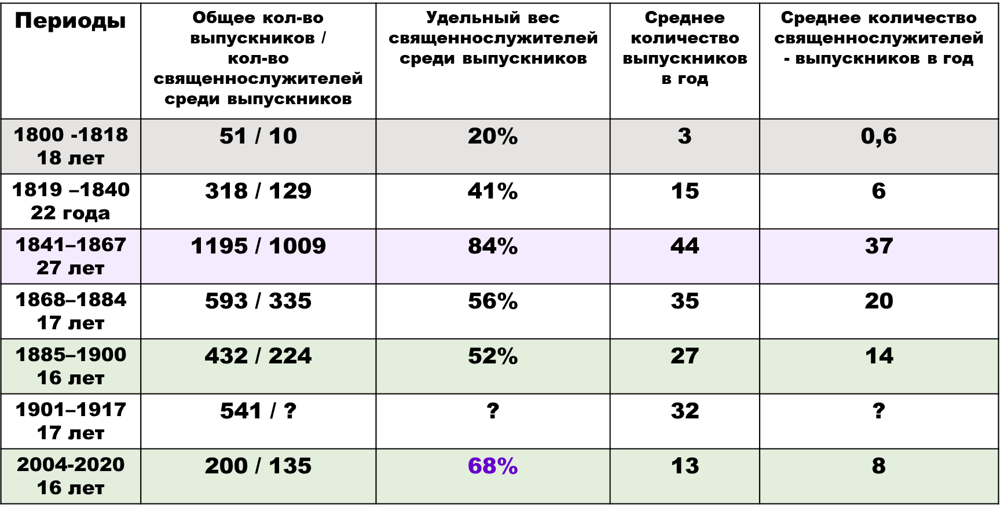 Периоды
Общее кол-во
выпускников /
кол-во
священнослужителей
среди выпускников
Удельный вес
священнослужителей
среди выпускников
Среднее
количество
выпускников
в год
Среднее количество
священнослужителей
- выпускников в год
1800 -1818
18 лет
51 / 10
20%
3
0,6
1819 –1840
22 года
318 / 129
41%
15
6
1841–1867
27 лет
1195 / 1009
84%
44
37
1868–1884
17 лет
593 / 335
56%
35
20
1885–1900
16 лет
432 / 224
52%
27
14
1901–1917
17 лет
541 / ?
?
32
?
2004-2020
16 лет
200 / 135
68%
13
8